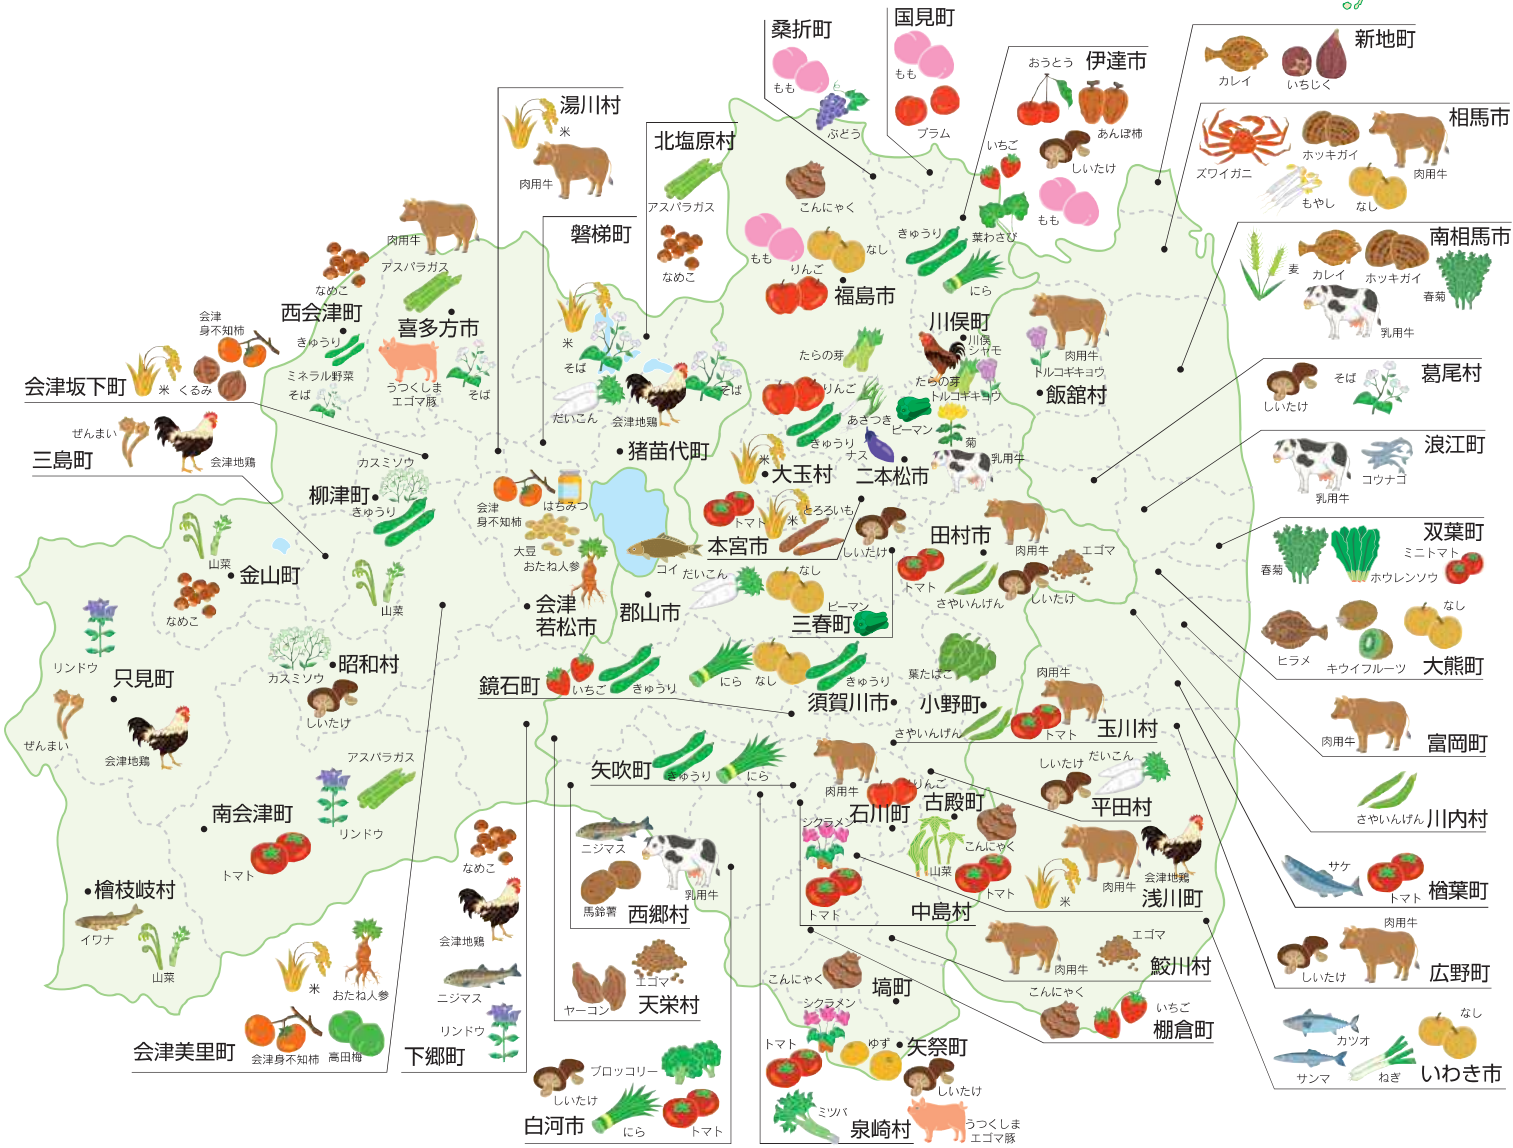 桑折町
もも
ぶどう
国見町
もも
プラム
伊達市
おうとう
あんぽ柿
しいたけ
いちご
葉わさび
もも
きゅうり
にら
新地町
カレイ
いちじく
相馬市
ズワイガニ
ホッキガイ
肉用牛
もやし
なし
南相馬市
麦
カレイ
ホッキガイ
春菊
乳用牛
湯川村
米
肉用牛
北塩原村
アスパラガス
なめこ
磐梯町
米
そば
だいこん
会津地鶏
そば
猪苗代町
こんにゃく
もも
なし
りんご
福島市
川俣町
川俣
シャモ
たらの芽
トルコギキョウ
肉用牛
トルコギキョウ
飯舘村
葛尾村
しいたけ
そば
浪江町
乳用牛
コウナゴ
双葉町
春菊
ホウレンソウ
ミニトマト
大熊町
ヒラメ
キウイフルーツ
なし
富岡町
肉用牛
川内村
さやいんげん
楢葉町
サケ
トマト
広野町
しいたけ
肉用牛
いわき市
カツオ
サンマ
ねぎ
なし
肉用牛
アスパラガス
喜多方市
うつくしま
エゴマ豚
そば
なめこ
西会津町
きゅうり
ミネラル野菜
そば
会津
身不知柿
会津坂下町
米
くるみ
三島町
ぜんまい
会津地鶏
カスミソウ
柳津町
きゅうり
会津
身不知柿
はちみつ
大豆
おたね人参
会津
若松市
たらの芽
りんご
きゅうり
あさつき
ピーマン
ナス
菊
乳用牛
二本松市
米
大玉村
トマト
米
とろろいも
本宮市
しいたけ
コイ
郡山市
だいこん
なし
ピーマン
三春町
田村市
肉用牛
トマト
さやいんげん
しいたけ
エゴマ
山菜
金山町
なめこ
山菜
リンドウ
只見町
ぜんまい
会津地鶏
カスミソウ
昭和村
しいたけ
アスパラガス
リンドウ
南会津町
トマト
檜枝岐村
イワナ
山菜
鏡石町
いちご
きゅうり
にら
なし
きゅうり
須賀川市
葉たばこ
小野町
さやいんげん
トマト
肉用牛
玉川村
しいたけ
だいこん
平田村
矢吹町
きゅうり
にら
肉用牛
りんご
石川町
古殿町
こんにゃく
山菜
シクラメン
トマト
トマト
中島村
米
肉用牛
会津地鶏
浅川町
肉用牛
エゴマ
鮫川村
こんにゃく
いちご
棚倉町
こんにゃく
塙町
シクラメン
ゆず
矢祭町
しいたけ
トマト
ミツバ
泉崎村
うつくしま
エゴマ豚
ニジマス
馬鈴薯
乳用牛
西郷村
ヤーコン
エゴマ
天栄村
しいたけ
ブロッコリー
にら
トマト
白河市
なめこ
会津地鶏
ニジマス
リンドウ
下郷町
米
おたね人参
会津身不知柿
高田梅
会津美里町